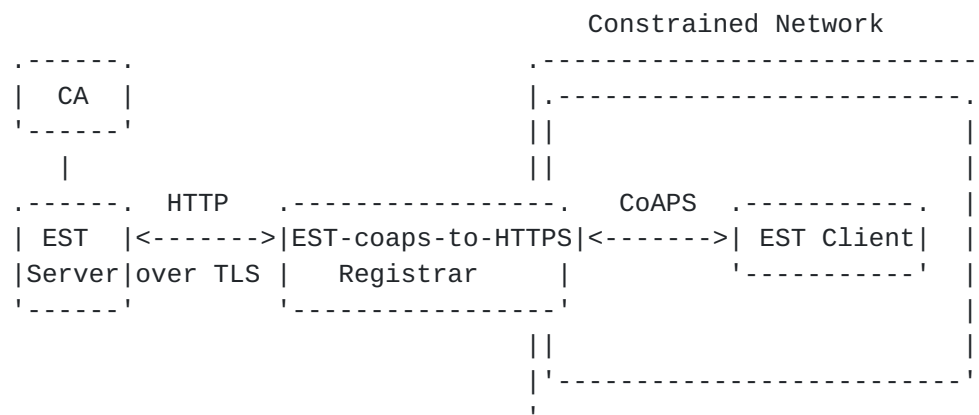 Constrained Network
.------.                         .----------------------------
|  CA  |                         |.--------------------------.
'------'                         ||                          |
   |                             ||                          |
.------.  HTTP   .-----------------.   CoAPS  .-----------.  |
| EST  |<------->|EST-coaps-to-HTTPS|<------->| EST Client|  |
|Server|over TLS |   Registrar     |          '-----------'  |
'------'         '-----------------'                         |
                                 ||                          |
                                 |'--------------------------'
                                 '